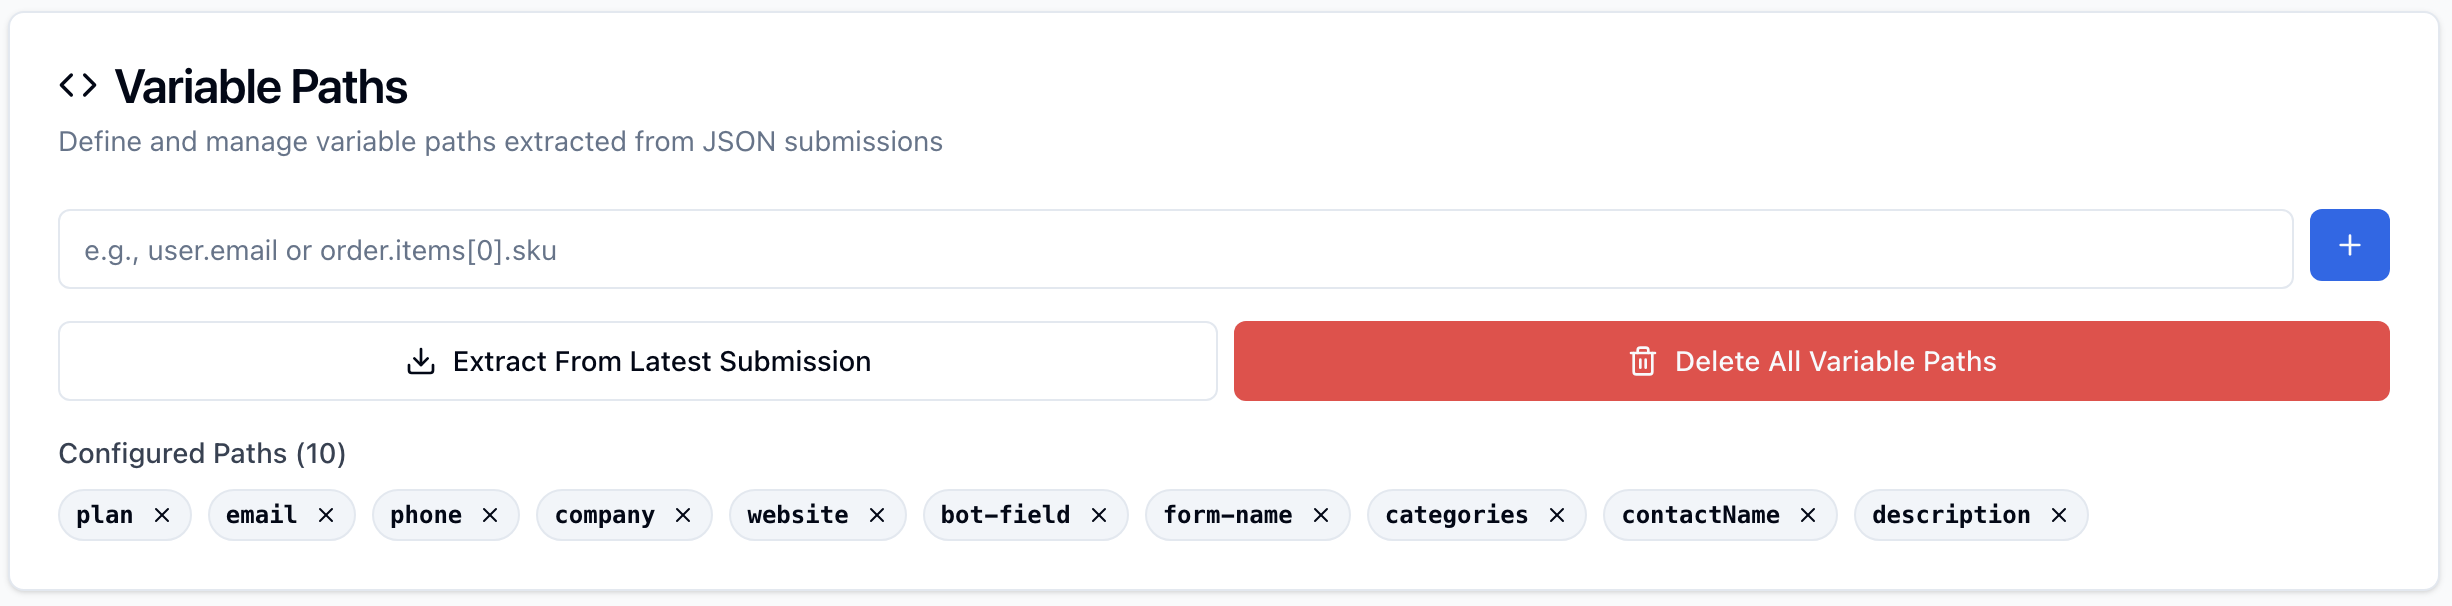 Variable Paths
Define and manage variable paths extracted from JSON submissions
e.g., user.email or order.items[0].sku
Extract From Latest Submission
Delete All Variable Paths
Configured Paths (10)
plan email phone company website bot-field form-name categories contactName description